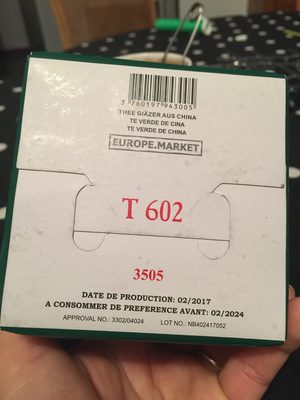 3 760197 943005
THEE GIÄZER AUS CHINA
TE VERDE DE CINA
TE VERDE DE CHINA
EUROPE.MARKET
T 602
3505
DATE DE PRODUCTION: 02/2017
A CONSOMMER DE PREFERENCE AVANT: 02/2024
APPROVAL NO.: 3302/04024 LOT NO.: NB402417052